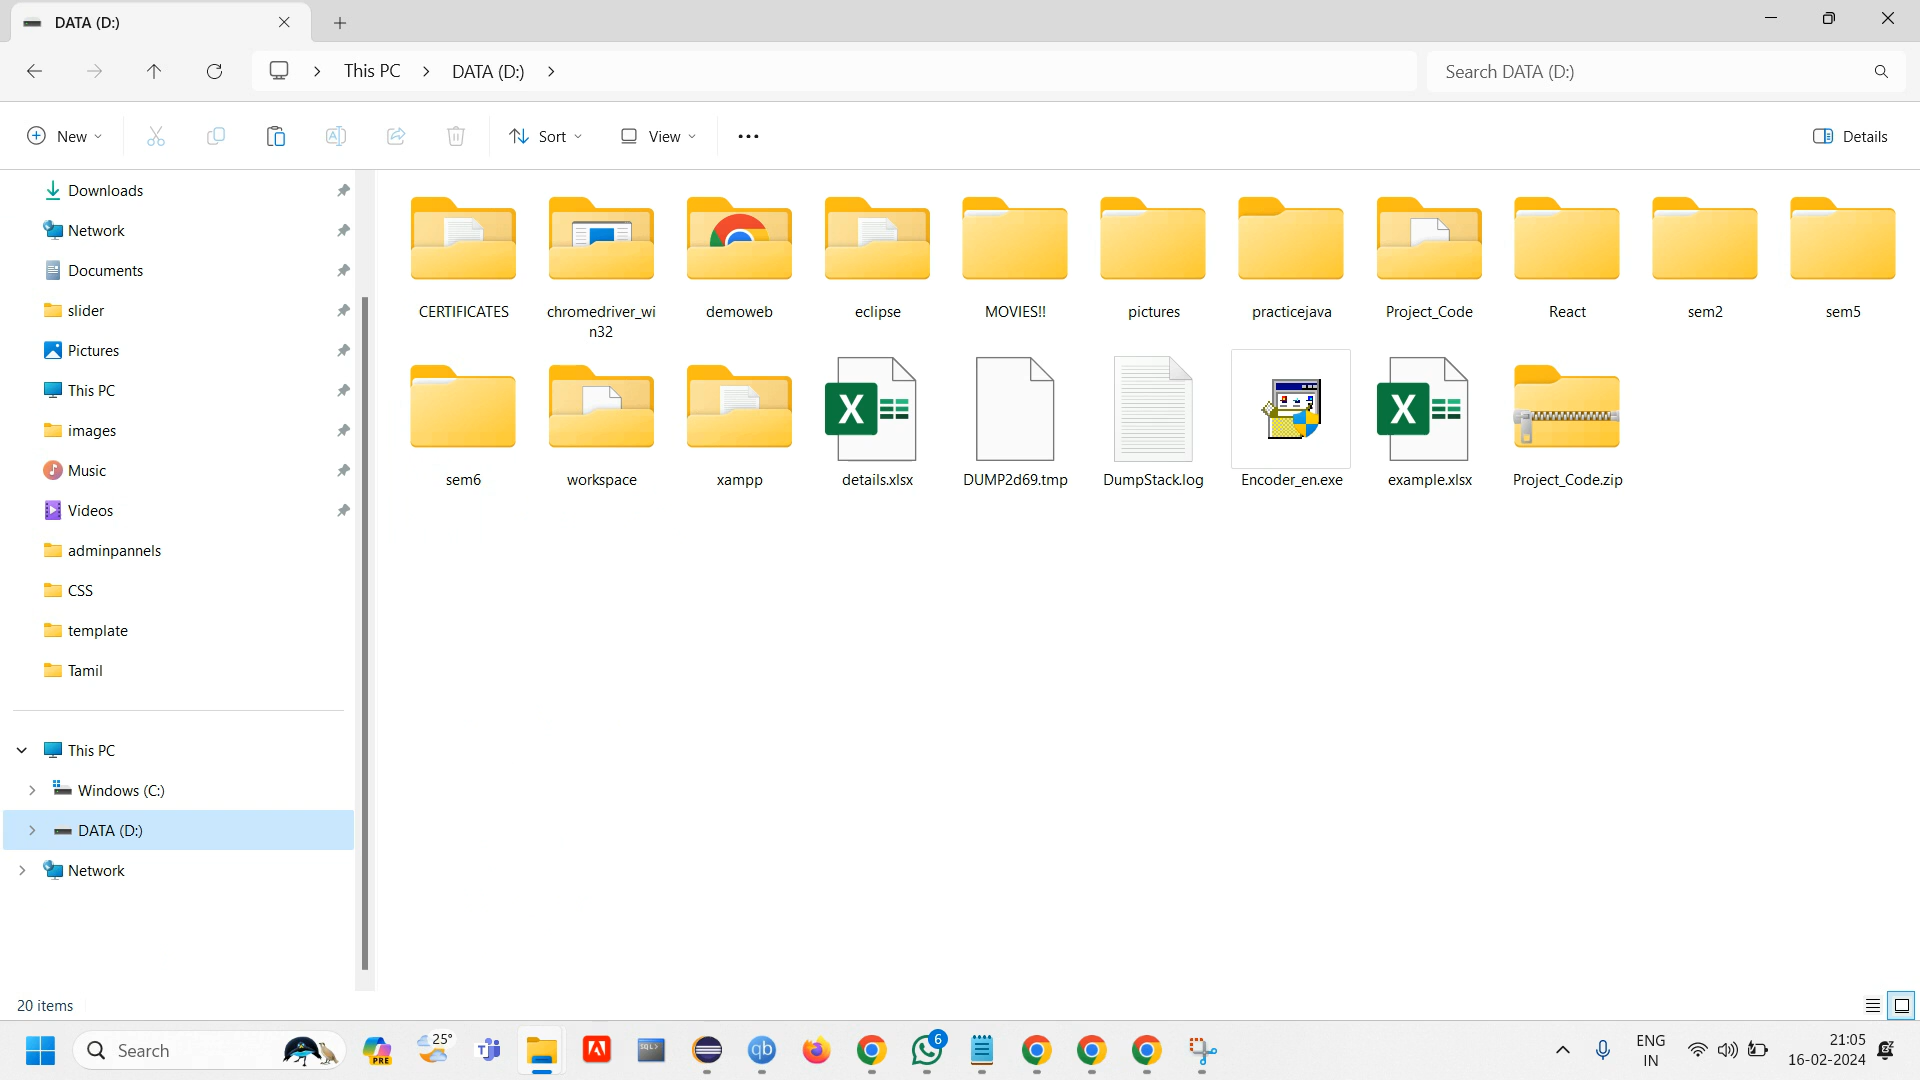 DATA (D:)
This PC
DATA (D:)
Search DATA (D:)
New
Sort
View
Details
Downloads
Network
Documents
slider
Pictures
This PC
images
Music
Videos
adminpannels
CSS
template
Tamil
This PC
Windows (C:)
DATA (D:)
Network
CERTIFICATES
chromedriver_wi
n32
demoweb
eclipse
MOVIES!!
pictures
practicejava
Project_Code
React
sem2
sem5
sem6
workspace
xampp
details.xlsx
DUMP2d69.tmp
DumpStack.log
Encoder_en.exe
example.xlsx
Project_Code.zip
20 items
Search
PRE
25°
SQL>
qb
6
ENG
IN
21:05
16-02-2024